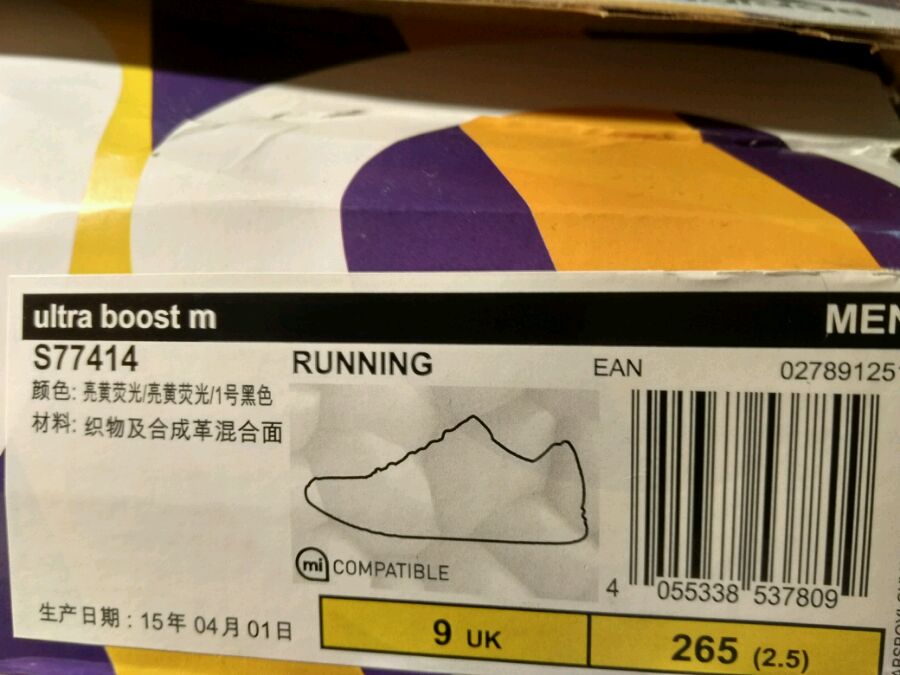 ultra boost m
MEN
S77414
RUNNING
EAN
027891251
颜色: 亮黄荧光/亮黄荧光/1号黑色
材料: 织物及合成革混合面
mi COMPATIBLE
4 055338 537809
生产日期: 15年 04月 01日
9 UK
265 (2.5)